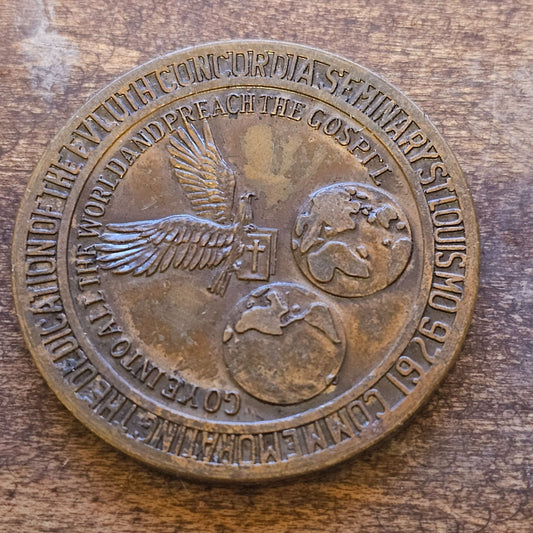 COMMEMORATING THE DEDICATION OF THE EV LUTH CONCORDIA SEMINARY ST LOUIS MO 1926
GO YE INTO ALL THE WORLD AND PREACH THE GOSPEL